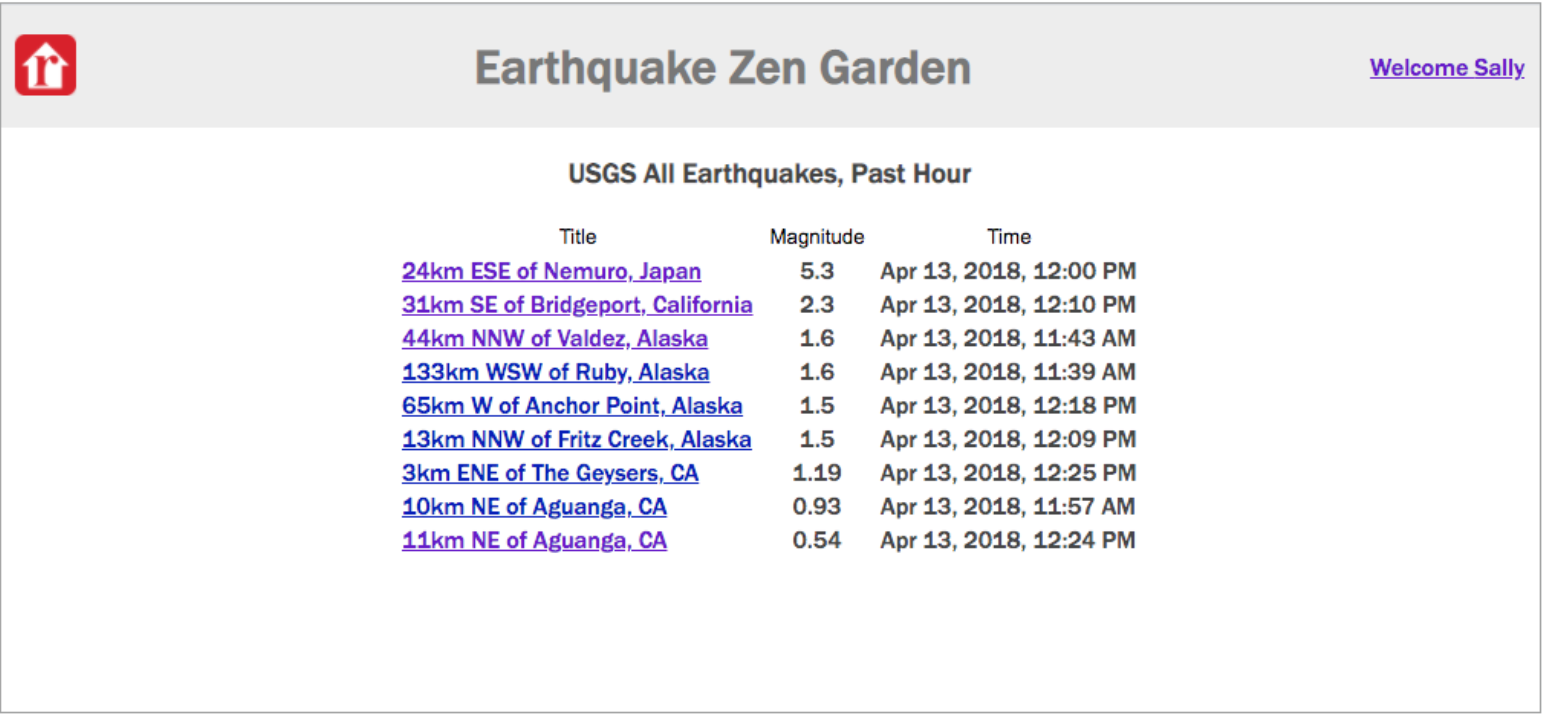 r
Earthquake Zen Garden
Welcome Sally
USGS All Earthquakes, Past Hour
Title Magnitude Time
24km ESE of Nemuro, Japan 5.3 Apr 13, 2018, 12:00 PM
31km SE of Bridgeport, California 2.3 Apr 13, 2018, 12:10 PM
44km NNW of Valdez, Alaska 1.6 Apr 13, 2018, 11:43 AM
133km WSW of Ruby, Alaska 1.6 Apr 13, 2018, 11:39 AM
65km W of Anchor Point, Alaska 1.5 Apr 13, 2018, 12:18 PM
13km NNW of Fritz Creek, Alaska 1.5 Apr 13, 2018, 12:09 PM
3km ENE of The Geysers, CA 1.19 Apr 13, 2018, 12:25 PM
10km NE of Aguanga, CA 0.93 Apr 13, 2018, 11:57 AM
11km NE of Aguanga, CA 0.54 Apr 13, 2018, 12:24 PM